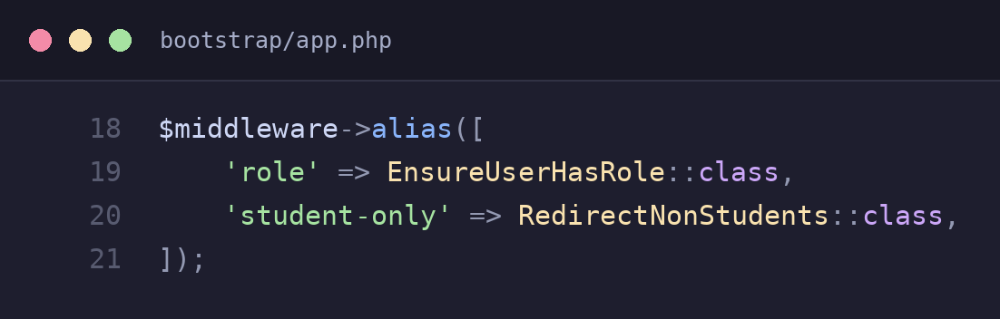 bootstrap/app.php
18 $middleware->alias([
19     'role' => EnsureUserHasRole::class,
20     'student-only' => RedirectNonStudents::class,
21 ]);